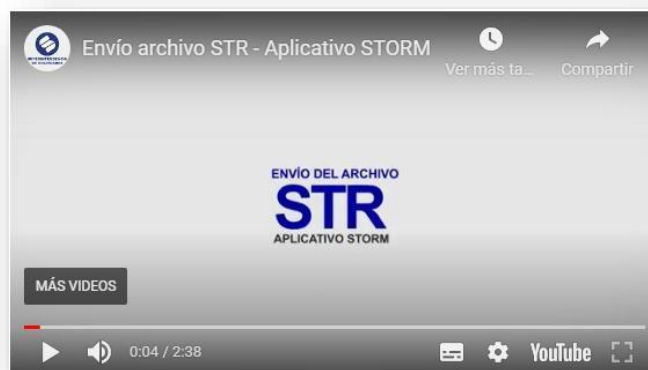 Envío archivo STR - Aplicativo STORM
Ver más ta...
Compartir
ENVÍO DEL ARCHIVO
STR
APLICATIVO STORM
MÁS VIDEOS
0:04 / 2:38
YouTube